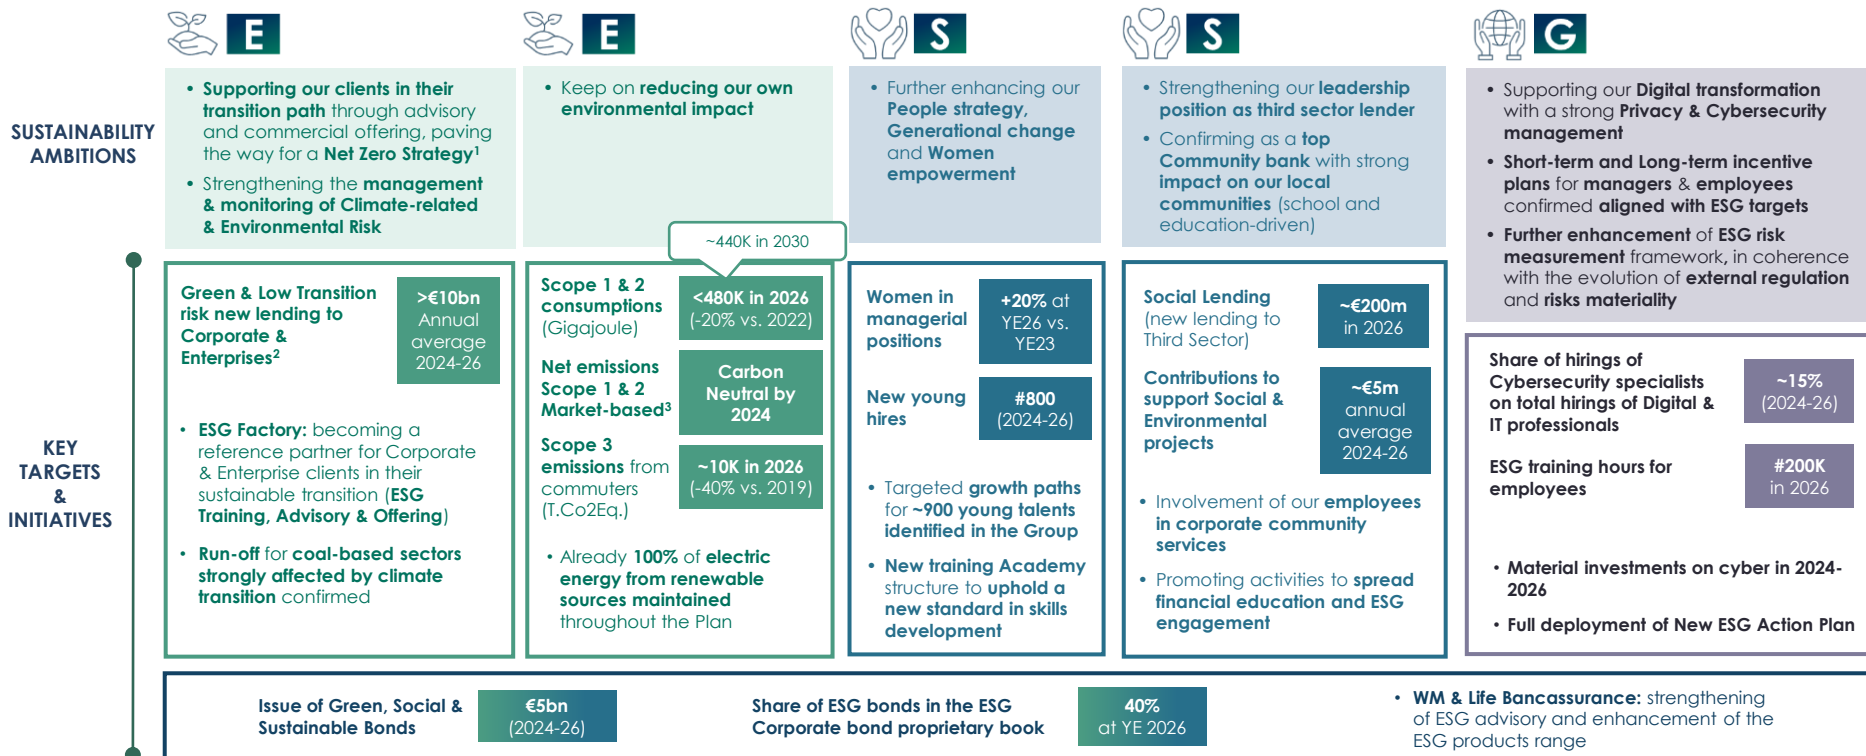 E
E
S
S
G
SUSTAINABILITY
AMBITIONS
• Supporting our clients in their
transition path through advisory
and commercial offering, paving
the way for a Net Zero Strategy¹
• Strengthening the management
& monitoring of Climate-related
& Environmental Risk
• Keep on reducing our own
environmental impact
• Further enhancing our
People strategy,
Generational change
and Women
empowerment
• Strengthening our leadership
position as third sector lender
• Confirming as a top
Community bank with strong
impact on our local
communities (school and
education-driven)
• Supporting our Digital transformation
with a strong Privacy & Cybersecurity
management
• Short-term and Long-term incentive
plans for managers & employees
confirmed aligned with ESG targets
• Further enhancement of ESG risk
measurement framework, in coherence
with the evolution of external regulation
and risks materiality
KEY
TARGETS
&
INITIATIVES
Green & Low Transition
risk new lending to
Corporate &
Enterprises²
>€10bn
Annual
average
2024-26
• ESG Factory: becoming a
reference partner for Corporate
& Enterprise clients in their
sustainable transition (ESG
Training, Advisory & Offering)
• Run-off for coal-based sectors
strongly affected by climate
transition confirmed
~440K in 2030
Scope 1 & 2
consumptions
(Gigajoule)
<480K in 2026
(-20% vs. 2022)
Net emissions
Scope 1 & 2
Market-based³
Carbon
Neutral by
2024
Scope 3
emissions from
commuters
(T.Co2Eq.)
~10K in 2026
(-40% vs. 2019)
• Already 100% of electric
energy from renewable
sources maintained
throughout the Plan
Women in
managerial
positions
+20% at
YE26 vs.
YE23
New young
hires
#800
(2024-26)
• Targeted growth paths
for ~900 young talents
identified in the Group
• New training Academy
structure to uphold a
new standard in skills
development
Social Lending
(new lending to
Third Sector)
~€200m
in 2026
Contributions to
support Social &
Environmental
projects
~€5m
annual
average
2024-26
• Involvement of our employees
in corporate community
services
• Promoting activities to spread
financial education and ESG
engagement
Share of hirings of
Cybersecurity specialists
on total hirings of Digital &
IT professionals
~15%
(2024-26)
ESG training hours for
employees
#200K
in 2026
• Material investments on cyber in 2024-
2026
• Full deployment of New ESG Action Plan
Issue of Green, Social &
Sustainable Bonds
€5bn
(2024-26)
Share of ESG bonds in the ESG
Corporate bond proprietary book
40%
at YE 2026
• WM & Life Bancassurance: strengthening
of ESG advisory and enhancement of the
ESG products range